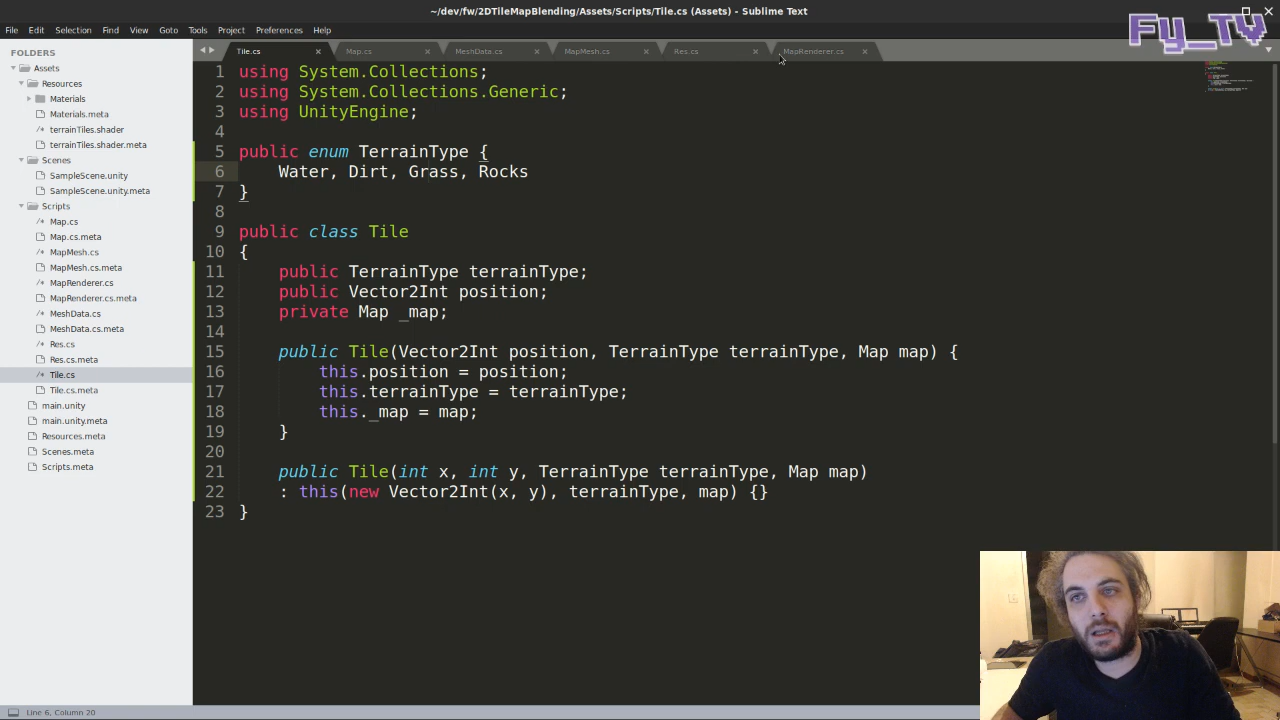 ~/dev/fw/2DTileMapBlending/Assets/Scripts/Tile.cs (Assets) - Sublime Text
Fy_TV
File Edit Selection Find View Goto Tools Project Preferences Help
FOLDERS
Assets
Resources
Materials
Materials.meta
terrainTiles.shader
terrainTiles.shader.meta
Scenes
SampleScene.unity
SampleScene.unity.meta
Scripts
Map.cs
Map.cs.meta
MapMesh.cs
MapMesh.cs.meta
MapRenderer.cs
MapRenderer.cs.meta
MeshData.cs
MeshData.cs.meta
Res.cs
Res.cs.meta
Tile.cs
Tile.cs.meta
main.unity
main.unity.meta
Resources.meta
Scenes.meta
Scripts.meta
Tile.cs Map.cs MeshData.cs MapMesh.cs Res.cs MapRenderer.cs
1 using System.Collections;
2 using System.Collections.Generic;
3 using UnityEngine;
4
5 public enum TerrainType {
6 Water, Dirt, Grass, Rocks
7 }
8
9 public class Tile
10 {
11 public TerrainType terrainType;
12 public Vector2Int position;
13 private Map _map;
14
15 public Tile(Vector2Int position, TerrainType terrainType, Map map) {
16 this.position = position;
17 this.terrainType = terrainType;
18 this._map = map;
19 }
20
21 public Tile(int x, int y, TerrainType terrainType, Map map)
22 : this(new Vector2Int(x, y), terrainType, map) {}
23 }
Line 6, Column 20